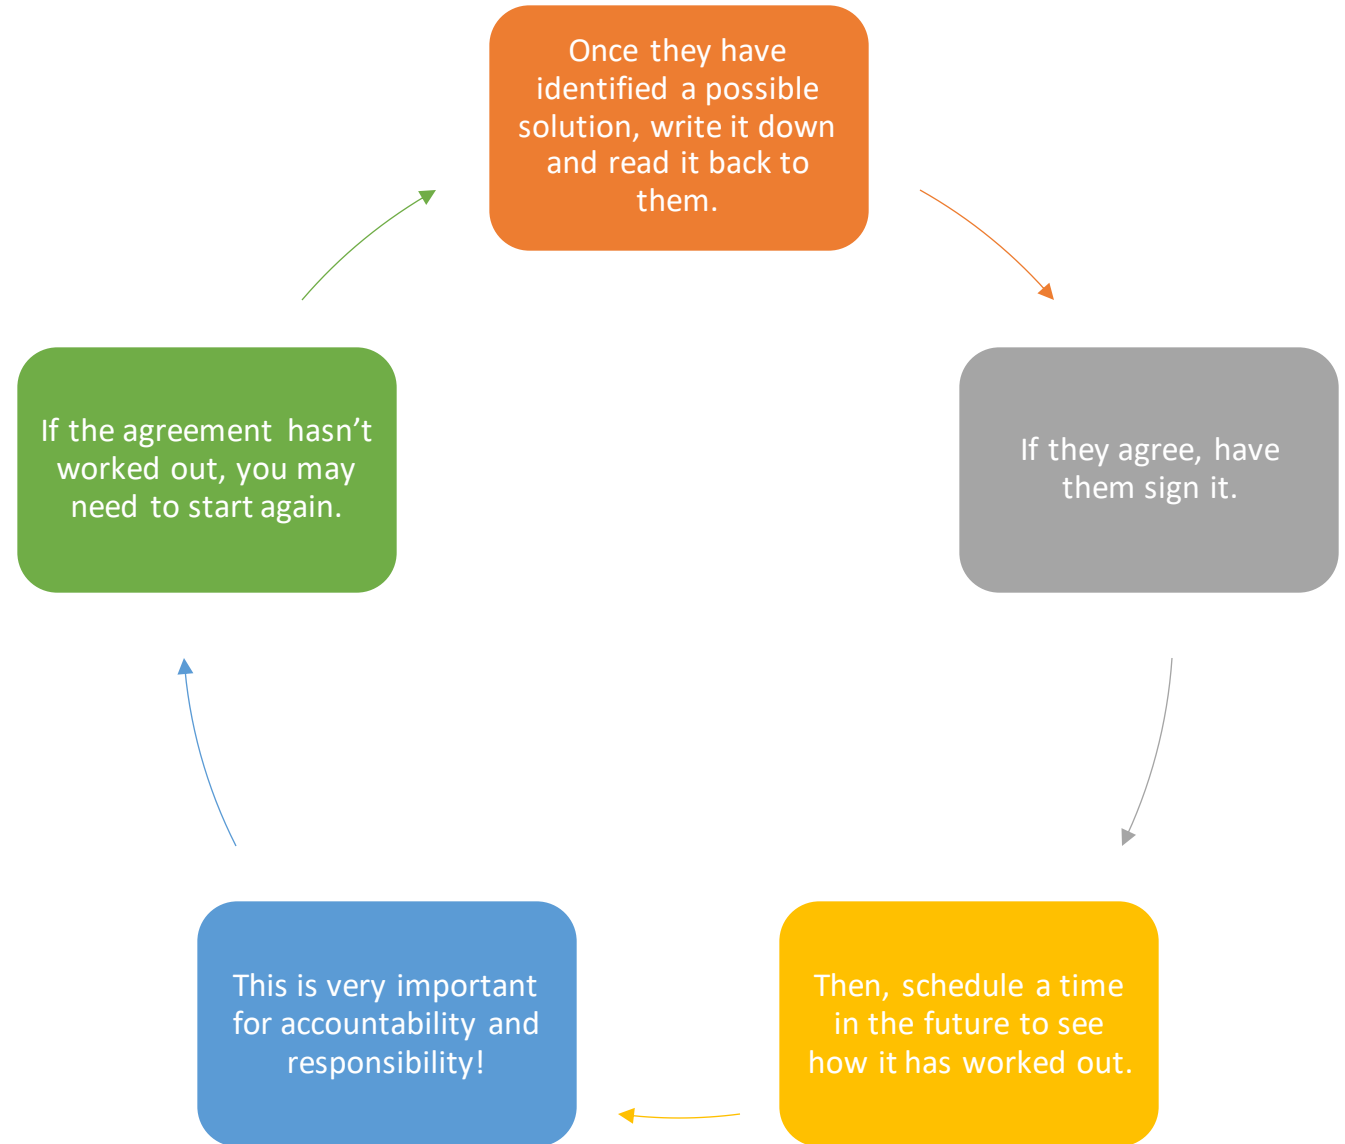 Once they have
identified a possible
solution, write it down
and read it back to
them.
If they agree, have
them sign it.
Then, schedule a time
in the future to see
how it has worked out.
This is very important
for accountability and
responsibility!
If the agreement hasn’t
worked out, you may
need to start again.